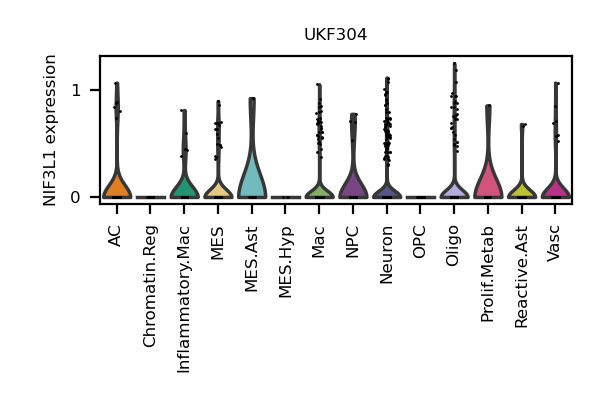 UKF304
NIF3L1 expression
1
0
AC
Chromatin.Reg
Inflammatory.Mac
MES
MES.Ast
MES.Hyp
Mac
NPC
Neuron
OPC
Oligo
Prolif.Metab
Reactive.Ast
Vasc